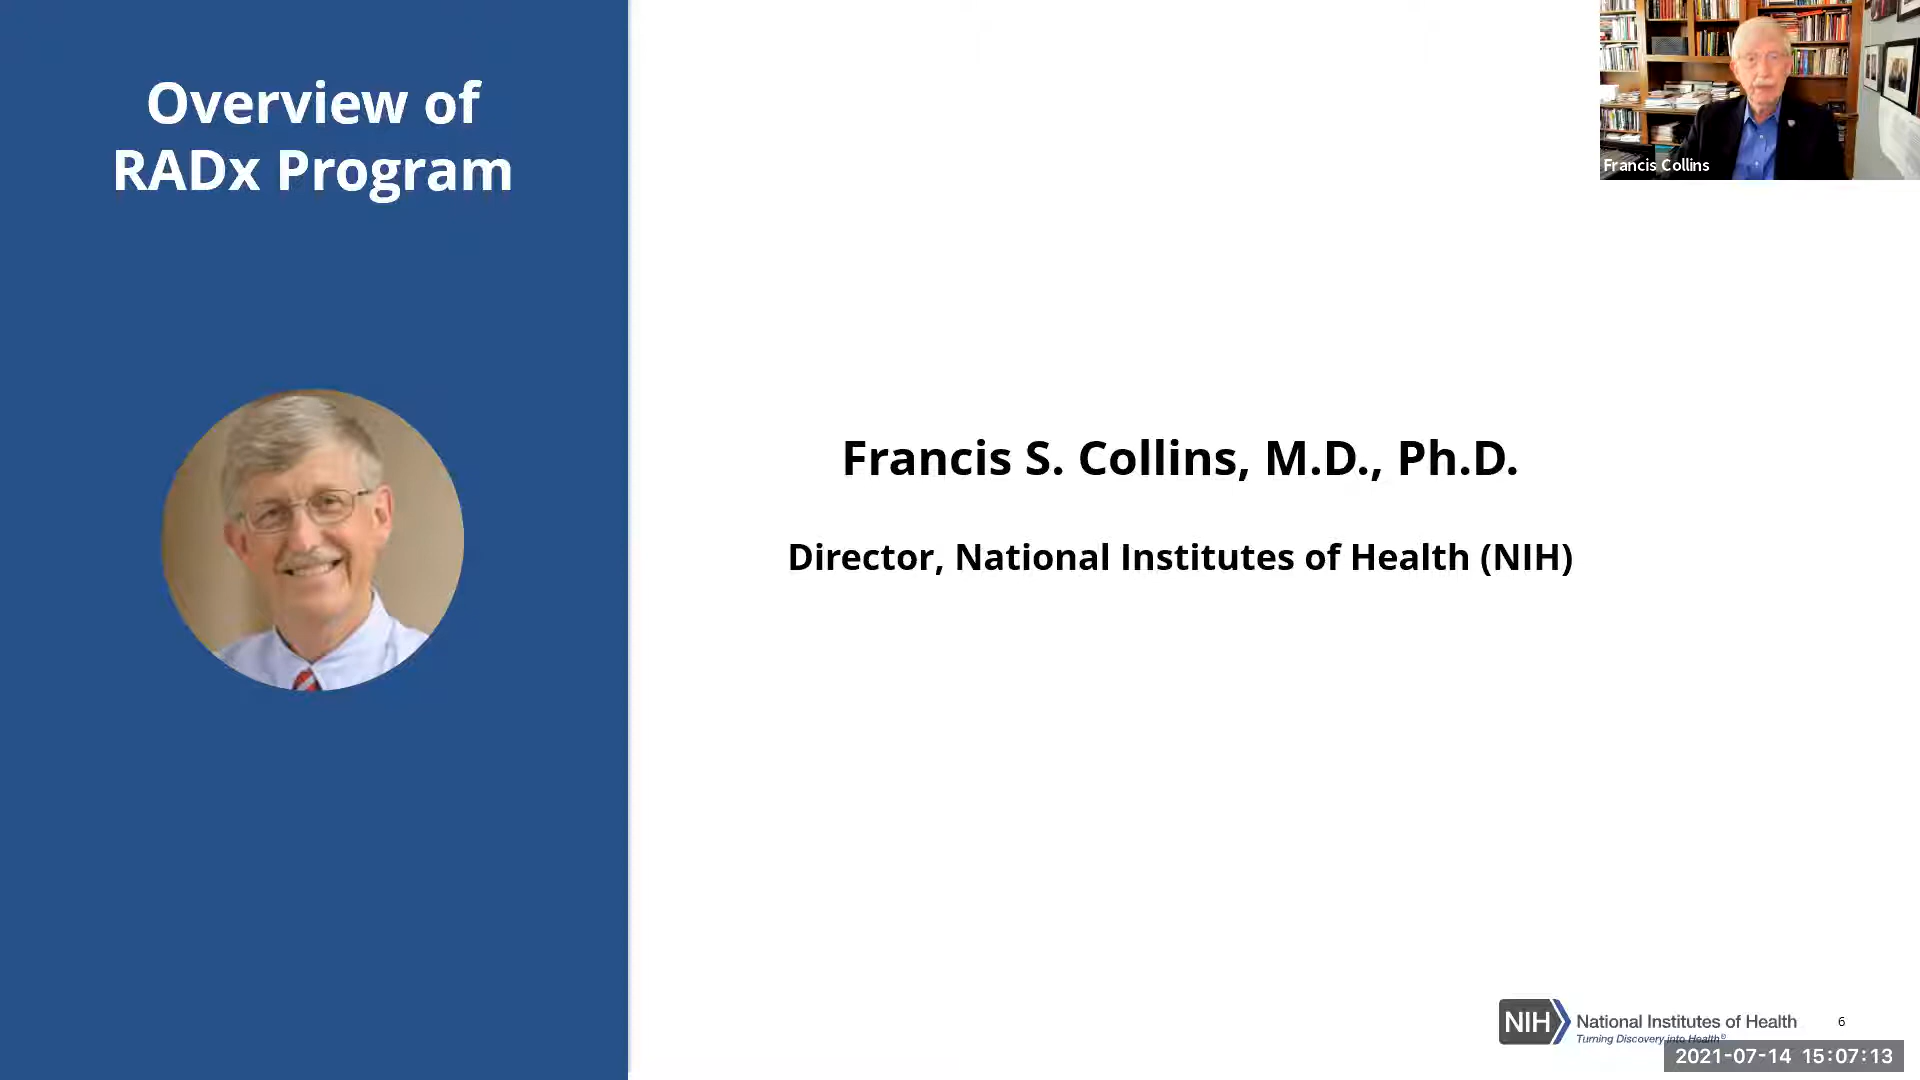 Overview of
RADx Program
Francis Collins
Francis S. Collins, M.D., Ph.D.
Director, National Institutes of Health (NIH)
NIH
National Institutes of Health
Turning Discovery into Health®
6
2021-07-14 15:07:13